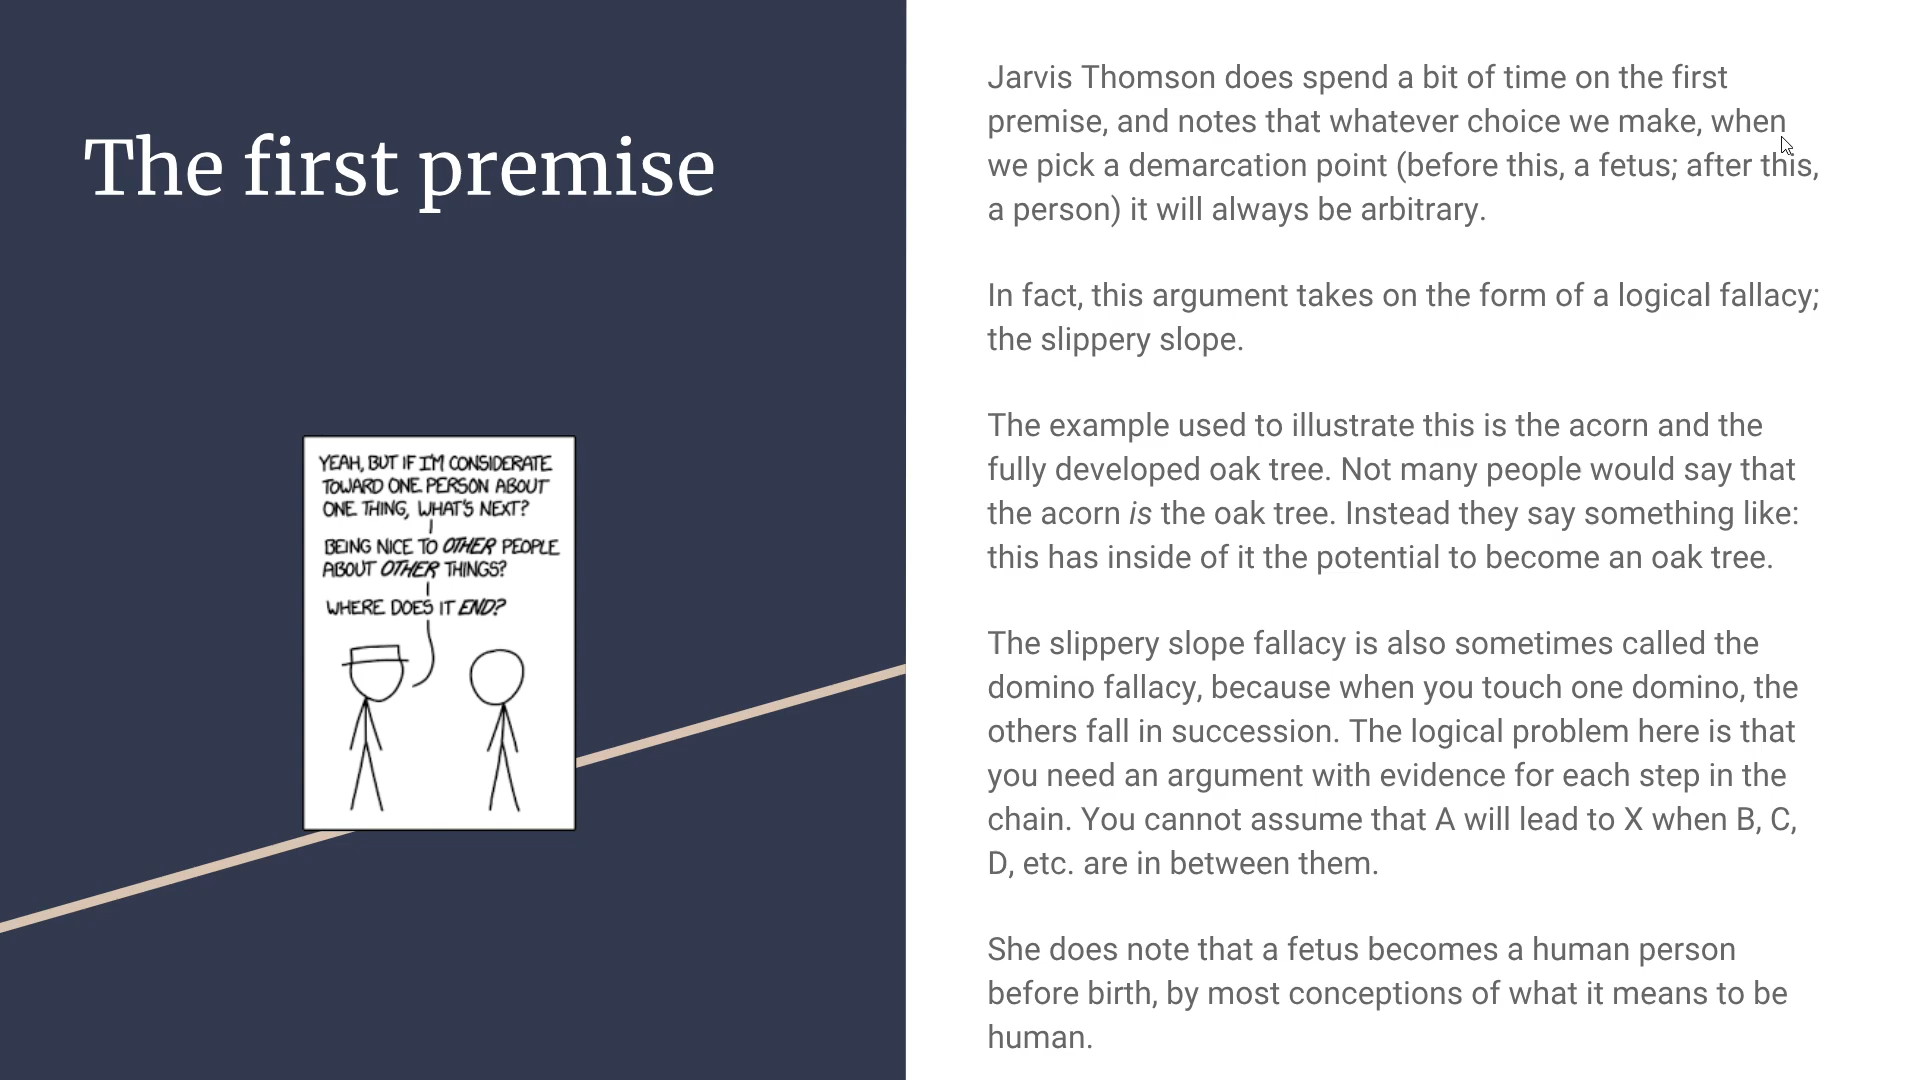 The first premise
YEAH, BUT IF I'M CONSIDERATE
TOWARD ONE PERSON ABOUT
ONE THING, WHAT'S NEXT?
BEING NICE TO OTHER PEOPLE
ABOUT OTHER THINGS?
WHERE DOES IT END?
Jarvis Thomson does spend a bit of time on the first
premise, and notes that whatever choice we make, when
we pick a demarcation point (before this, a fetus; after this,
a person) it will always be arbitrary.
In fact, this argument takes on the form of a logical fallacy;
the slippery slope.
The example used to illustrate this is the acorn and the
fully developed oak tree. Not many people would say that
the acorn is the oak tree. Instead they say something like:
this has inside of it the potential to become an oak tree.
The slippery slope fallacy is also sometimes called the
domino fallacy, because when you touch one domino, the
others fall in succession. The logical problem here is that
you need an argument with evidence for each step in the
chain. You cannot assume that A will lead to X when B, C,
D, etc. are in between them.
She does note that a fetus becomes a human person
before birth, by most conceptions of what it means to be
human.